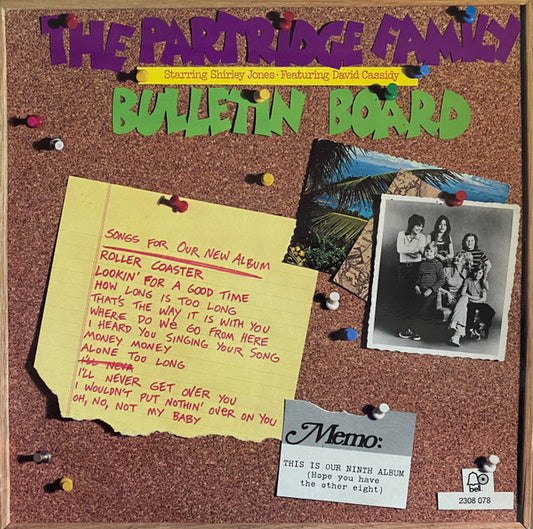 THE PARTRIDGE FAMILY
Starring Shirley Jones · Featuring David Cassidy
BULLETIN BOARD
SONGS FOR OUR NEW ALBUM
ROLLER COASTER
LOOKIN' FOR A GOOD TIME
HOW LONG IS TOO LONG
THAT'S THE WAY IT IS WITH YOU
WHERE DO WE GO FROM HERE
I HEARD YOU SINGING YOUR SONG
MONEY MONEY
ALONE TOO LONG
I'LL NEVA
I'LL NEVER GET OVER YOU
I WOULDN'T PUT NOTHIN' OVER ON YOU
OH, NO, NOT MY BABY
Memo:
THIS IS OUR NINTH ALBUM
(Hope you have
the other eight)
bell
2308 078